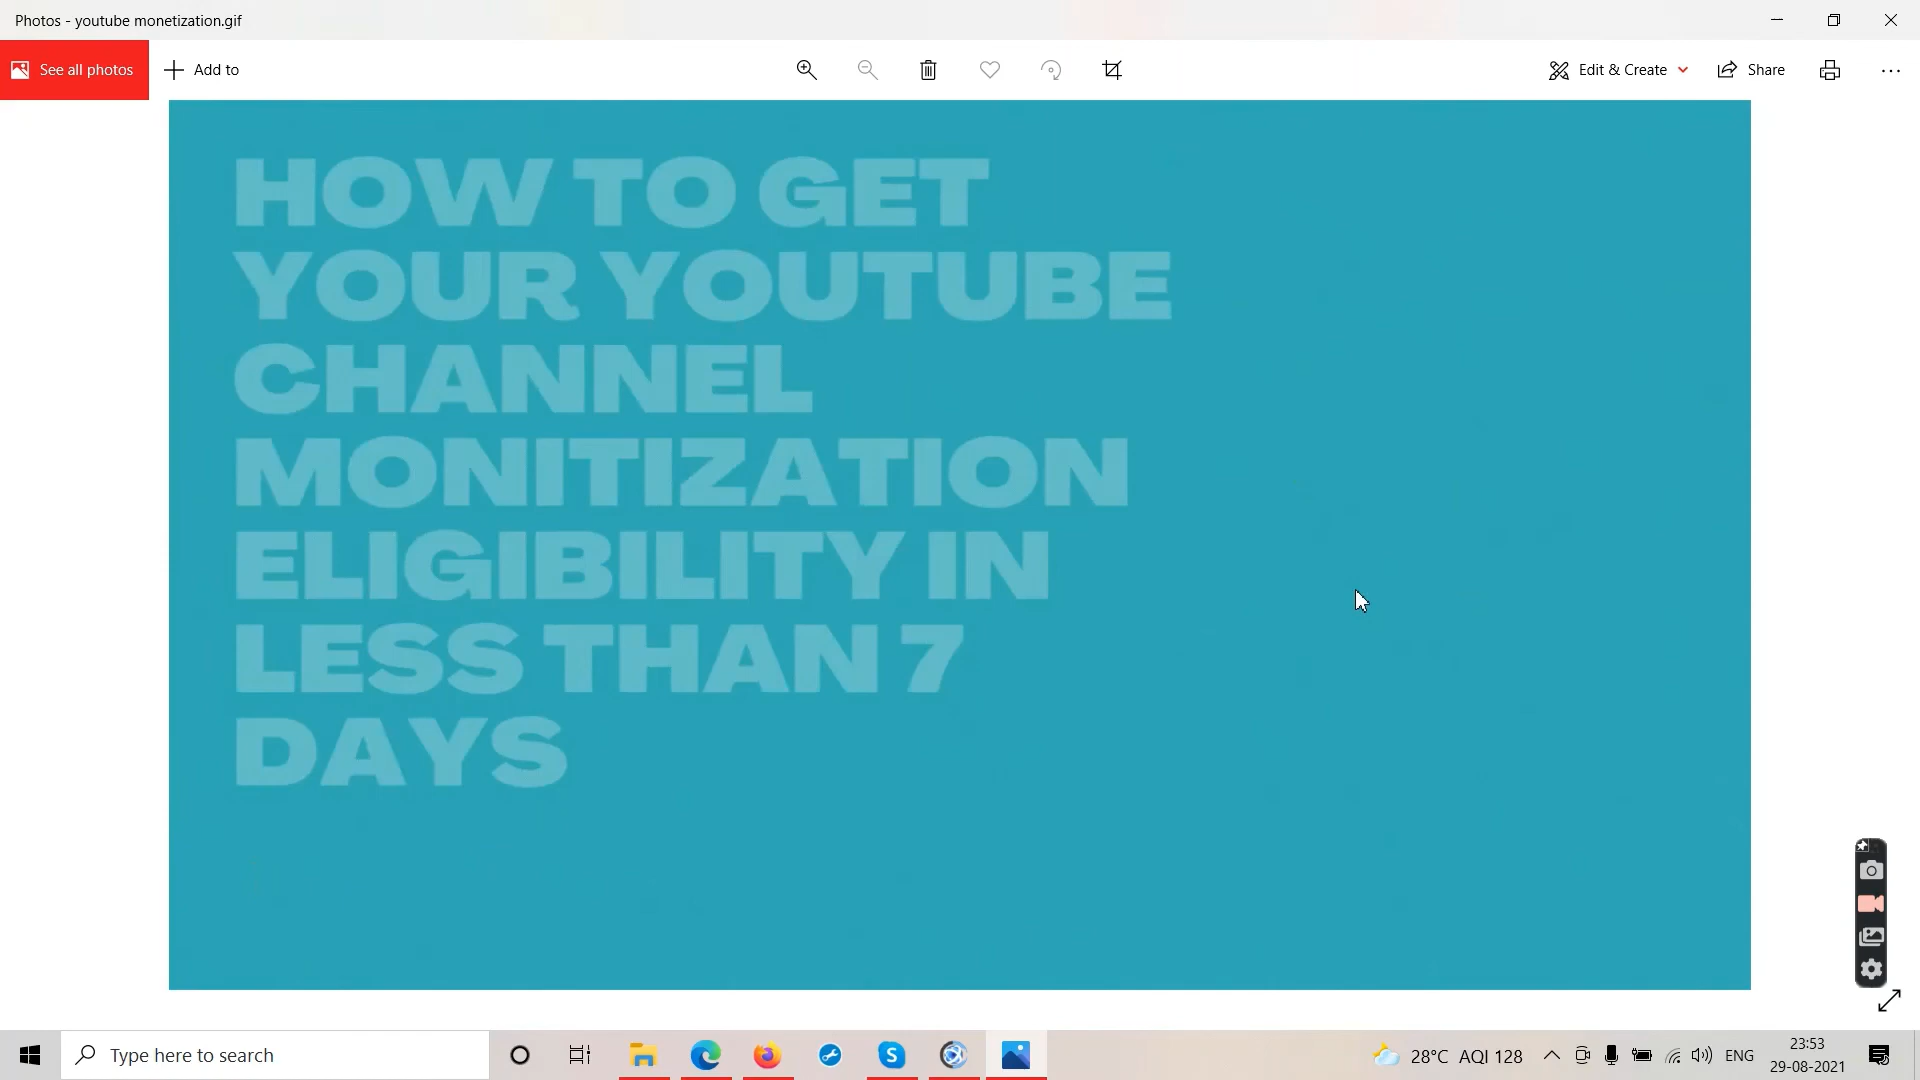 Photos - youtube monetization.gif
See all photos
Add to
Edit & Create
Share
HOW TO GET
YOUR YOUTUBE
CHANNEL
MONITIZATION
ELIGIBILITY IN
LESS THAN 7
DAYS
Type here to search
28°C AQI 128
ENG
23:53
29-08-2021